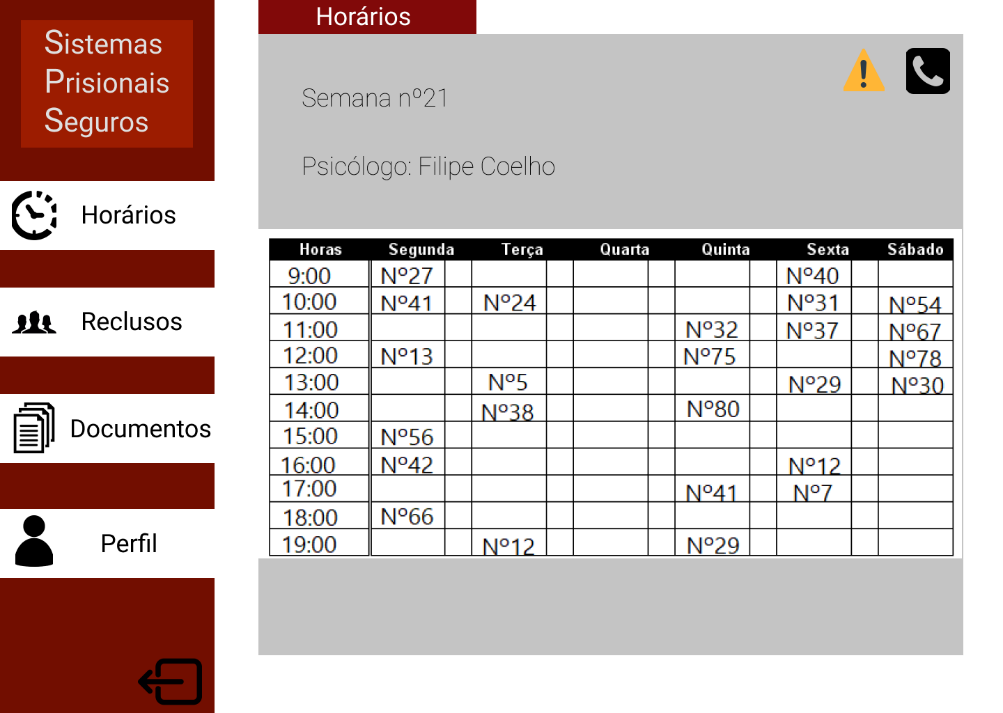 Sistemas
Prisionais
Seguros
Horários
Reclusos
Documentos
Perfil
Horários
Semana nº21
Psicólogo: Filipe Coelho
Horas Segunda Terça Quarta Quinta Sexta Sábado
9:00 Nº27 Nº40
10:00 Nº41 Nº24 Nº31 Nº54
11:00 Nº32 Nº37 Nº67
12:00 Nº13 Nº75 Nº78
13:00 Nº5 Nº29 Nº30
14:00 Nº38 Nº80
15:00 Nº56
16:00 Nº42 Nº12
17:00 Nº41 Nº7
18:00 Nº66
19:00 Nº12 Nº29